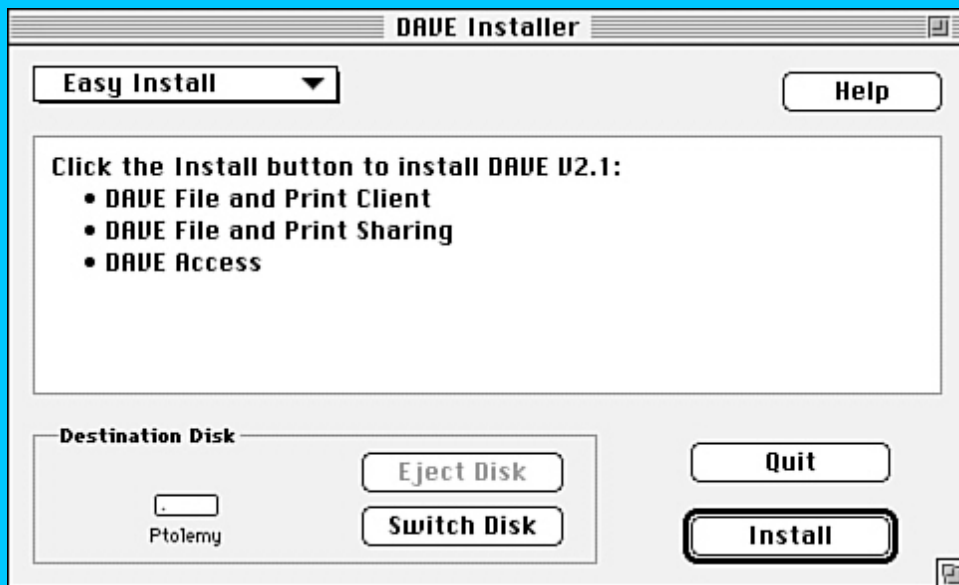 DAVE Installer
Easy Install
Help
Click the Install button to install DAVE V2.1:
• DAVE File and Print Client
• DAVE File and Print Sharing
• DAVE Access
Destination Disk
Eject Disk
Quit
Ptolemy
Switch Disk
Install